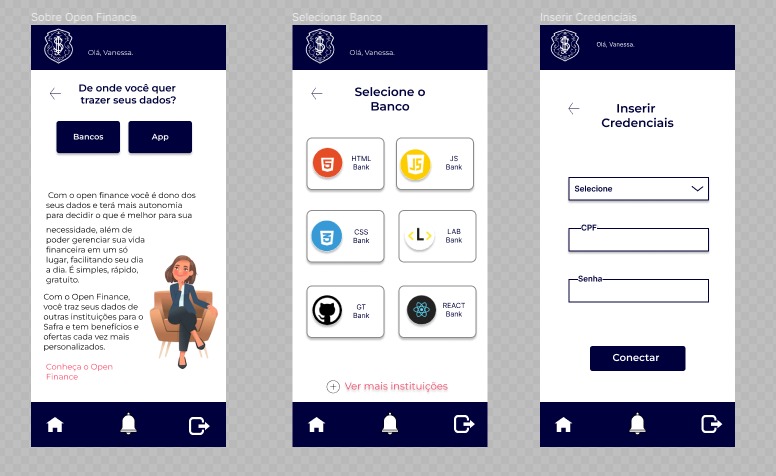 Sobre Open Finance
Olá, Vanessa.
De onde você quer
trazer seus dados?
Bancos
App
Com o open finance você é dono dos
seus dados e terá mais autonomia
para decidir o que é melhor para sua
necessidade, além de
poder gerenciar sua vida
financeira em um só
lugar, facilitando seu dia
a dia. É simples, rápido,
gratuito.
Com o Open Finance,
você traz seus dados de
outras instituições para o
Safra e tem benefícios e
ofertas cada vez mais
personalizados.
Conheça o Open
Finance
Selecionar Banco
Olá, Vanessa.
Selecione o
Banco
HTML
Bank
JS
JS
Bank
CSS
Bank
L
LAB
Bank
GT
Bank
REACT
Bank
Ver mais instituições
Inserir Credenciais
Olá, Vanessa.
Inserir
Credenciais
Selecione
CPF
Senha
Conectar